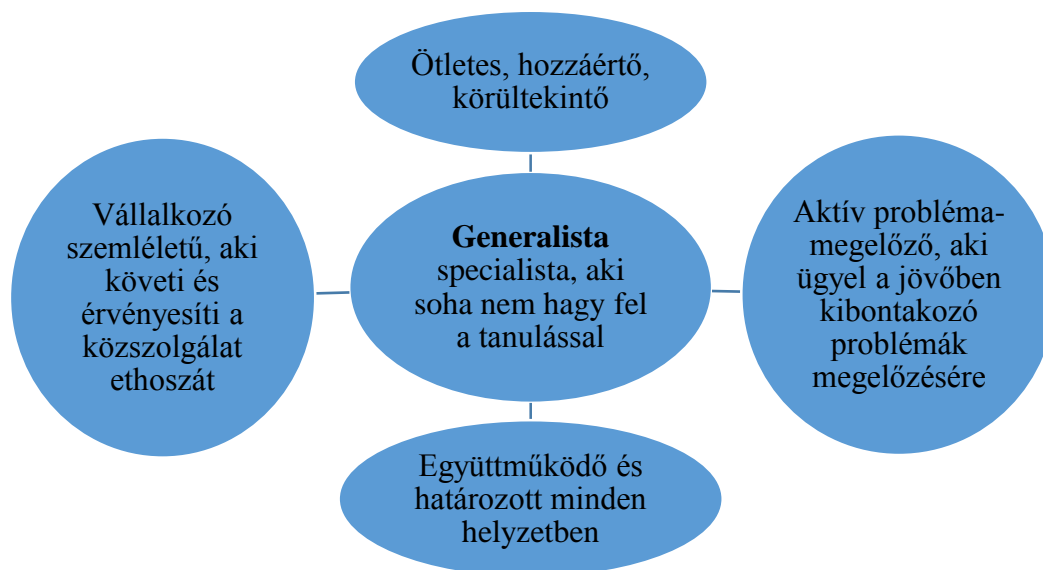 Ötletes, hozzáértő,
körültekintő
Vállalkozó
szemléletű, aki
követi és
érvényesíti a
közszolgálat
ethoszát
Generalista
specialista, aki
soha nem hagy fel
a tanulással
Aktív probléma-
megelőző, aki
ügyel a jövőben
kibontakozó
problémák
megelőzésére
Együttműködő és
határozott minden
helyzetben